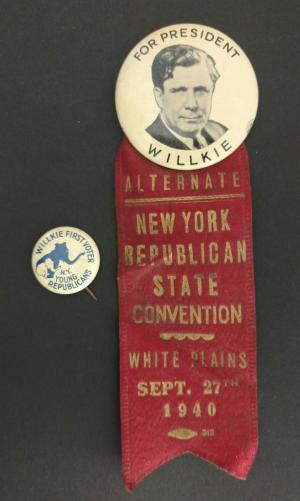 FOR PRESIDENT
WILLKIE
ALTERNATE
NEW YORK
REPUBLICAN
STATE
CONVENTION
WHITE PLAINS
SEPT. 27TH
1940
WILLKIE FIRST VOTER
N.Y.
YOUNG
REPUBLICANS